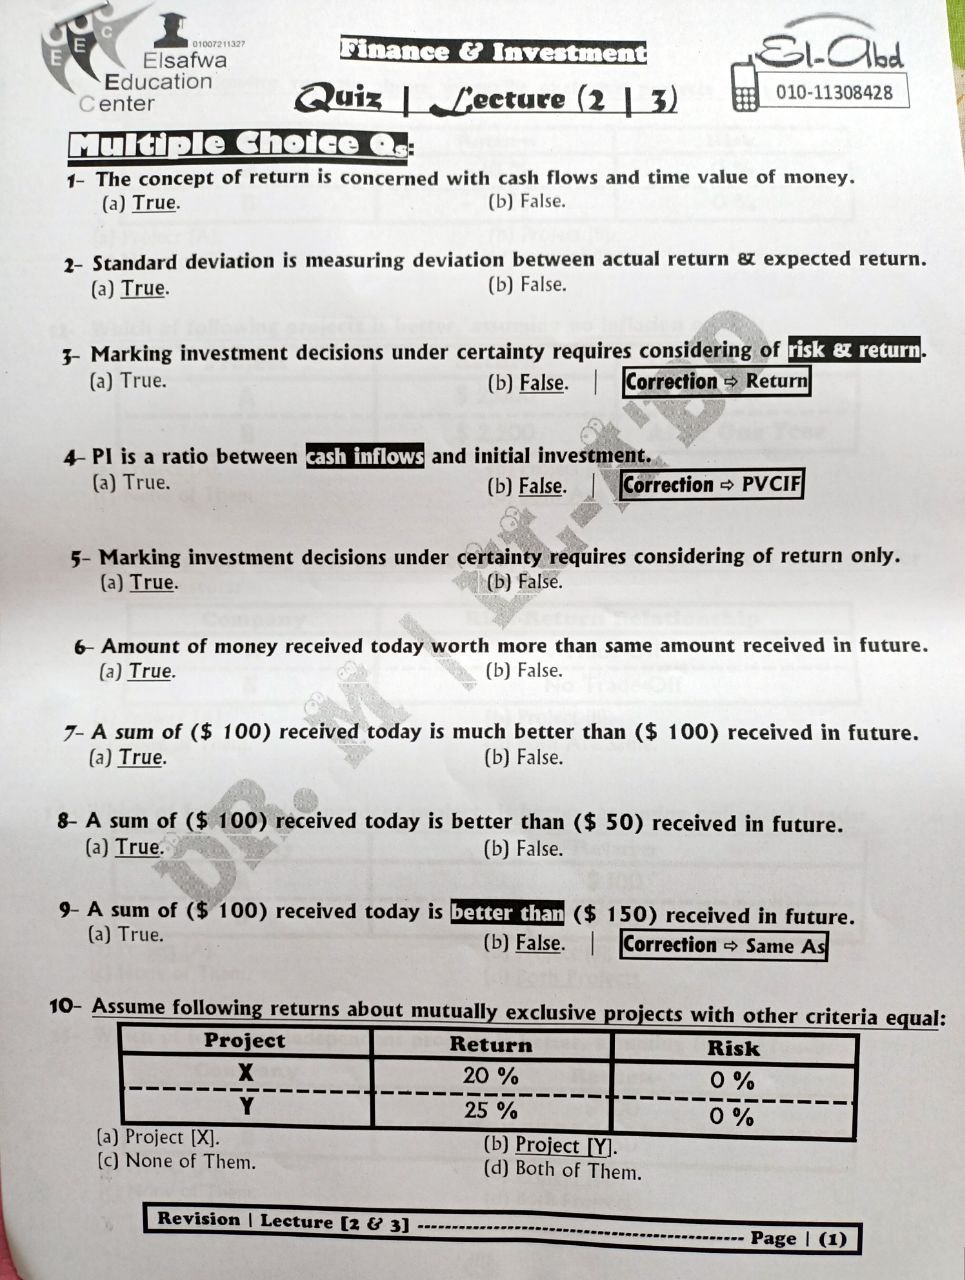 E E C
01007211327
Elsafwa
Education
Center
Finance & Investment
Quiz | Lecture (2 | 3)
El-Abd
010-11308428
Multiple Choice Qs:
1- The concept of return is concerned with cash flows and time value of money.
(a) True. (b) False.
2- Standard deviation is measuring deviation between actual return & expected return.
(a) True. (b) False.
3- Marking investment decisions under certainty requires considering of risk & return.
(a) True. (b) False. | Correction ⇨ Return
4- PI is a ratio between cash inflows and initial investment.
(a) True. (b) False. | Correction ⇨ PVCIF
5- Marking investment decisions under certainty requires considering of return only.
(a) True. (b) False.
6- Amount of money received today worth more than same amount received in future.
(a) True. (b) False.
7- A sum of ($ 100) received today is much better than ($ 100) received in future.
(a) True. (b) False.
8- A sum of ($ 100) received today is better than ($ 50) received in future.
(a) True. (b) False.
9- A sum of ($ 100) received today is better than ($ 150) received in future.
(a) True. (b) False. | Correction ⇨ Same As
10- Assume following returns about mutually exclusive projects with other criteria equal:
Project Return Risk
X 20 % 0 %
Y 25 % 0 %
(a) Project [X]. (b) Project [Y].
(c) None of Them. (d) Both of Them.
Revision | Lecture [2 & 3] ---------------------------------------------- Page | (1)
DR. M | EL-A'BD